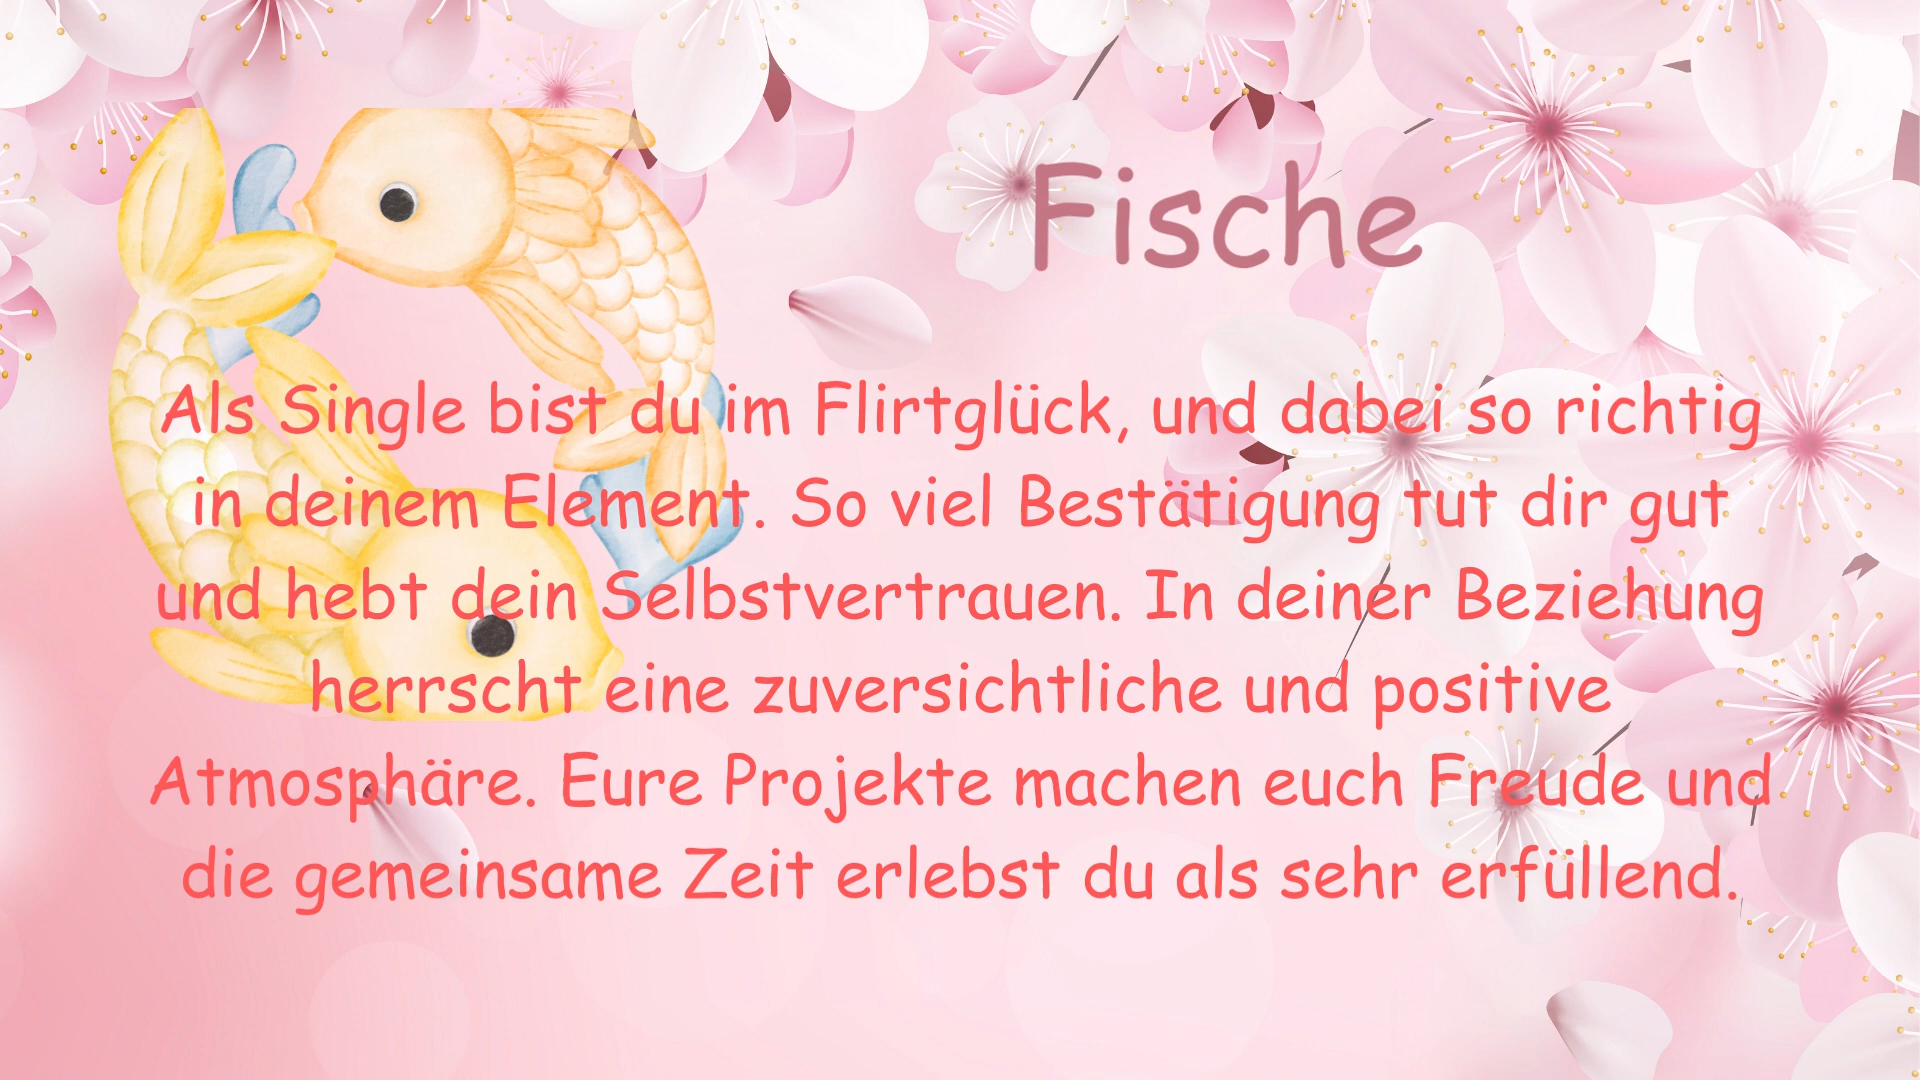 Fische
Als Single bist du im Flirtglück, und dabei so richtig
in deinem Element. So viel Bestätigung tut dir gut
und hebt dein Selbstvertrauen. In deiner Beziehung
herrscht eine zuversichtliche und positive
Atmosphäre. Eure Projekte machen euch Freude und
die gemeinsame Zeit erlebst du als sehr erfüllend.